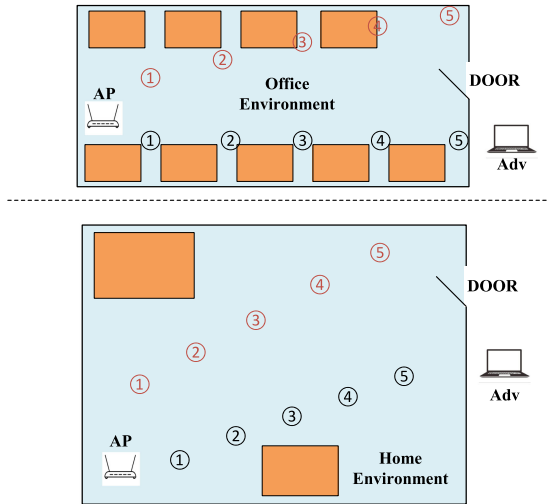 ⑤
④
③
②
①
Office
Environment
DOOR
AP
① ② ③ ④ ⑤
Adv
⑤
④
③
②
①
DOOR
⑤
④
③
②
①
Adv
AP
Home
Environment